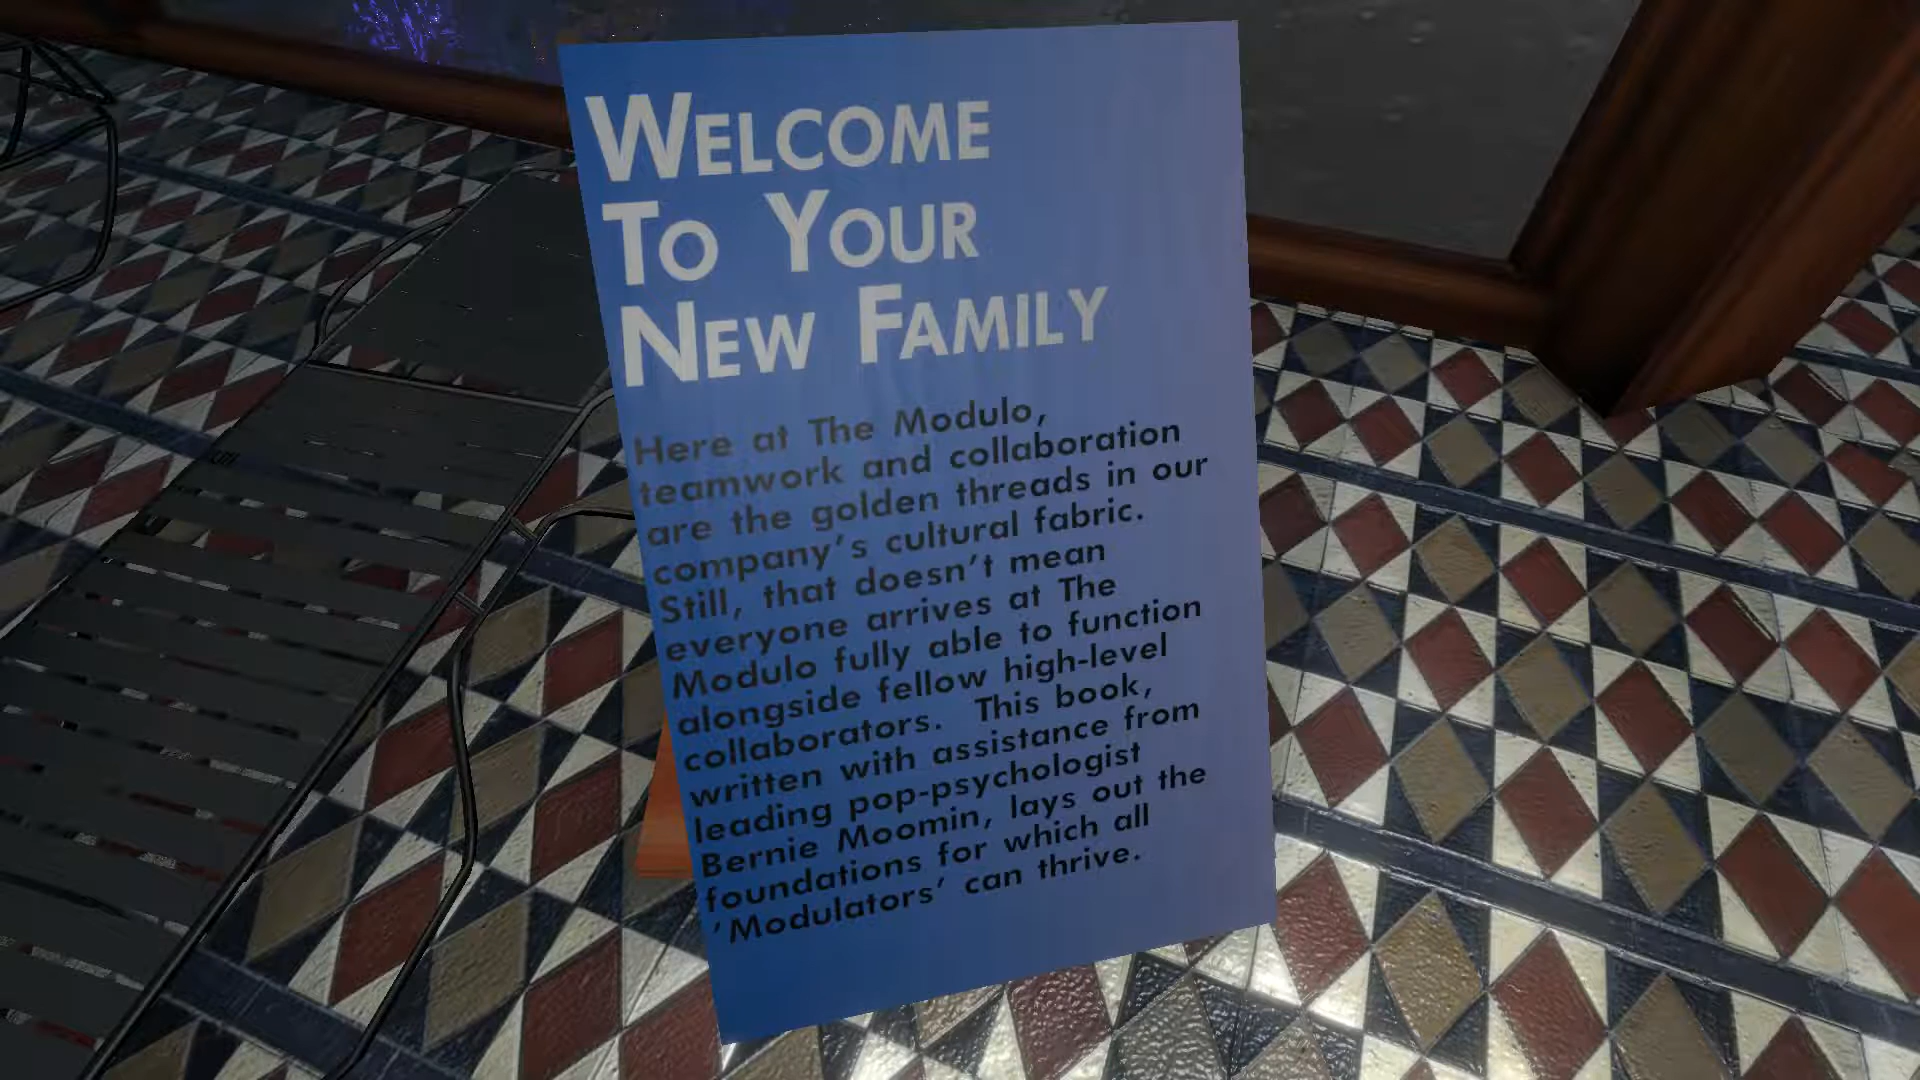 WELCOME
TO YOUR
NEW FAMILY
Here at The Modulo,
teamwork and collaboration
are the golden threads in our
company's cultural fabric.
Still, that doesn't mean
everyone arrives at The
Modulo fully able to function
alongside fellow high-level
collaborators.  This book,
written with assistance from
leading pop-psychologist
Bernie Moomin, lays out the
foundations for which all
'Modulators' can thrive.